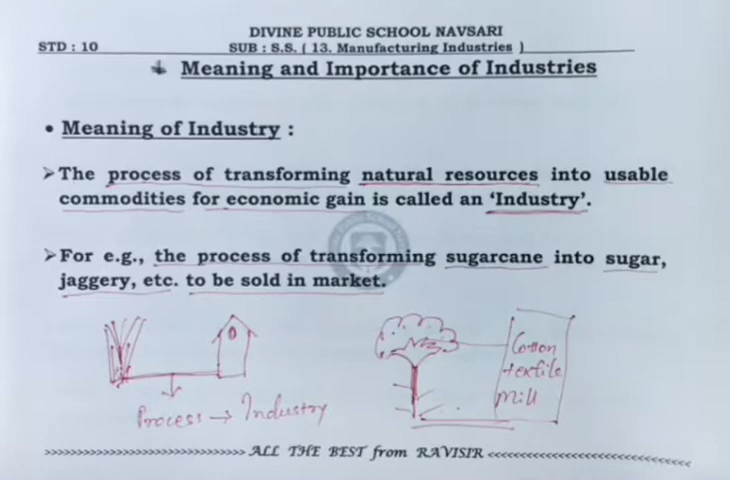 DIVINE PUBLIC SCHOOL NAVSARI
STD : 10 SUB : S.S. ( 13. Manufacturing Industries )
Meaning and Importance of Industries
• Meaning of Industry :
➢The process of transforming natural resources into usable
commodities for economic gain is called an ‘Industry’.
➢For e.g., the process of transforming sugarcane into sugar,
jaggery, etc. to be sold in market.
Process → Industry
Cotton
textile
mill
>>>>>>>>>>>>>>>>>>>>>>>>>>>>> ALL THE BEST from RAVISIR <<<<<<<<<<<<<<<<<<<<<<<<<<<<<